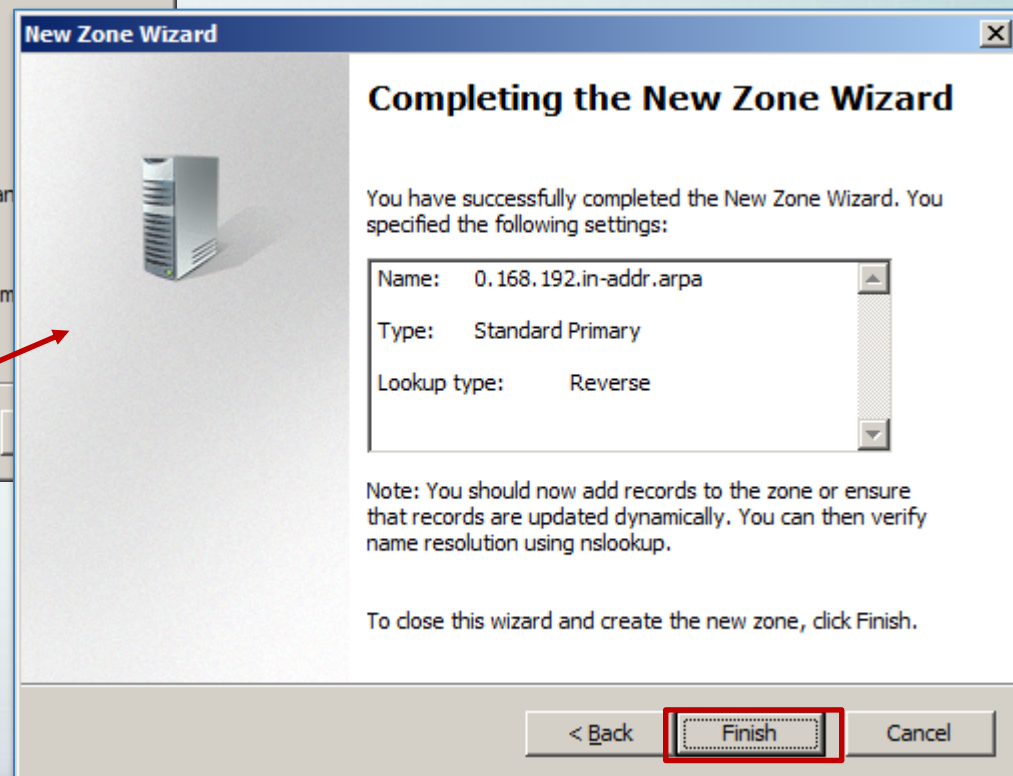 New Zone Wizard
Completing the New Zone Wizard
You have successfully completed the New Zone Wizard. You
specified the following settings:
Name: 0.168.192.in-addr.arpa
Type: Standard Primary
Lookup type: Reverse
Note: You should now add records to the zone or ensure
that records are updated dynamically. You can then verify
name resolution using nslookup.
To close this wizard and create the new zone, click Finish.
< Back Finish Cancel